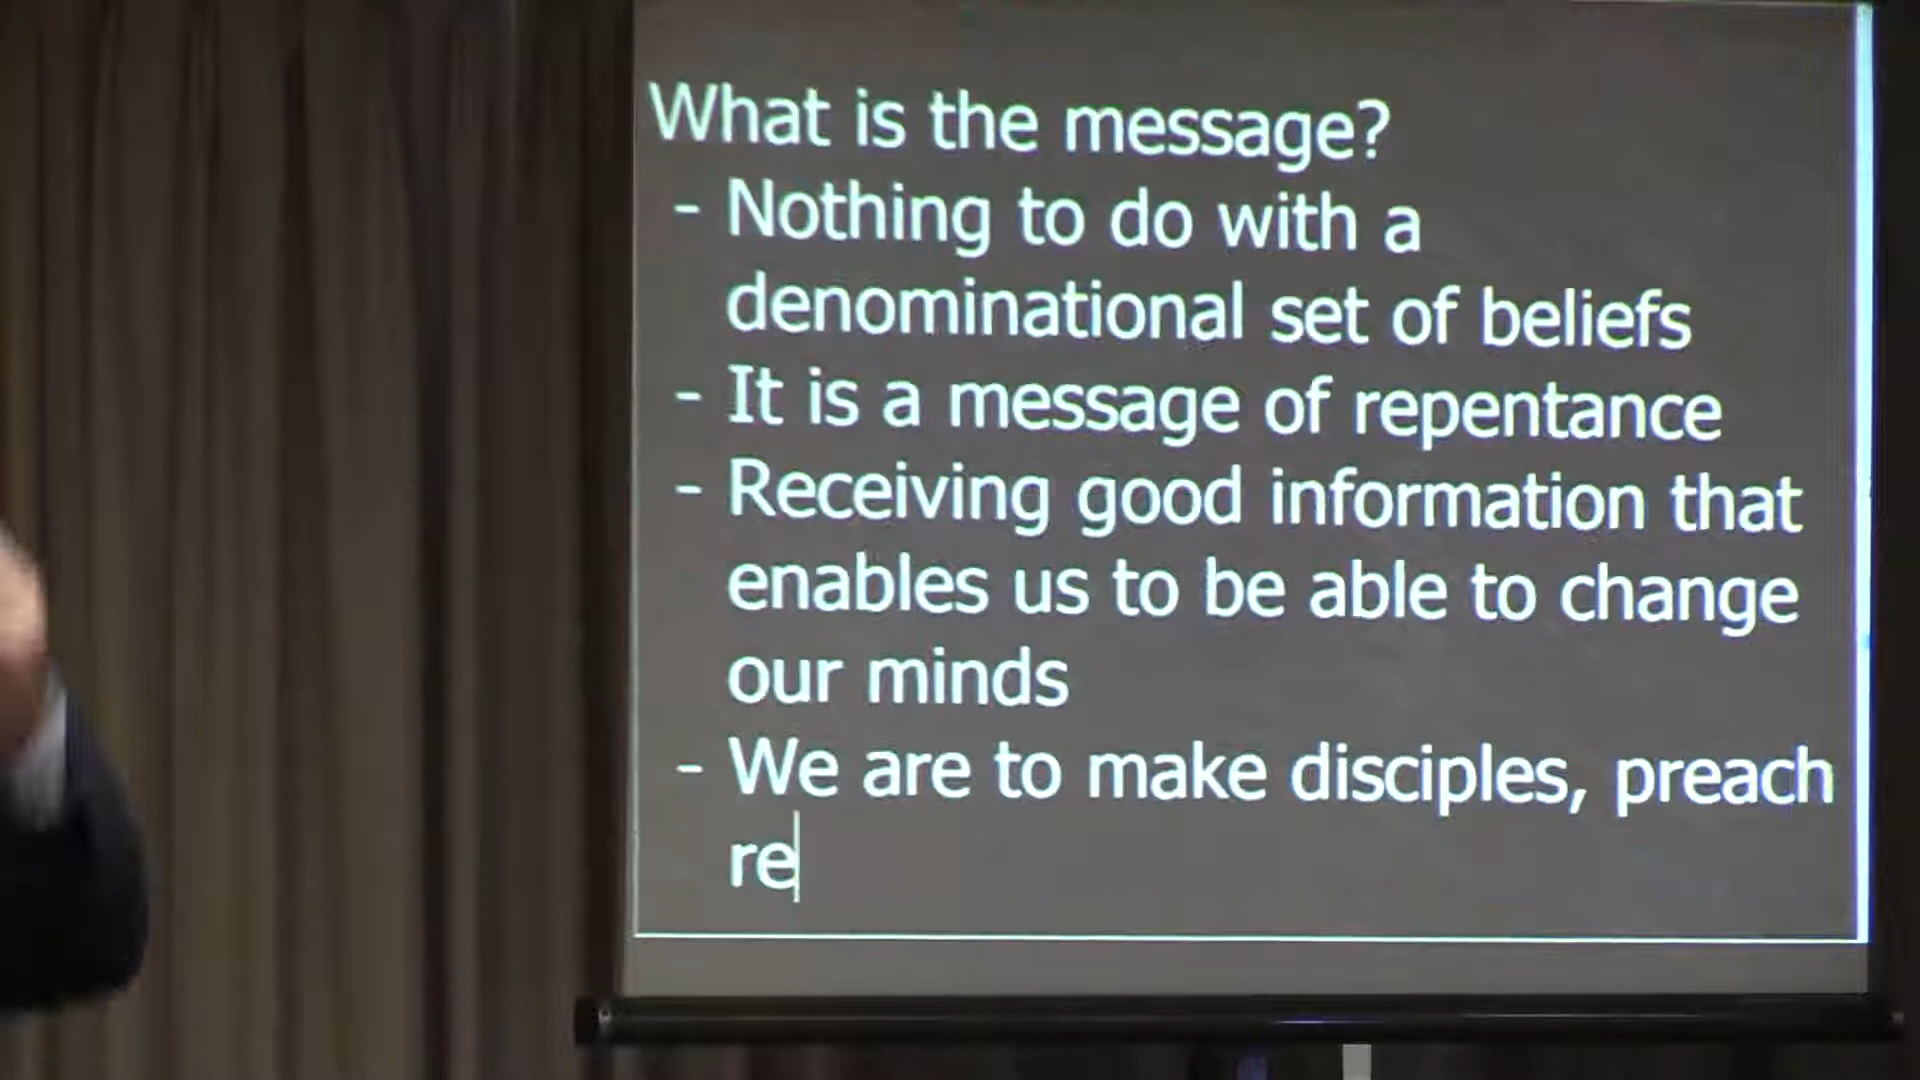 What is the message?
- Nothing to do with a
denominational set of beliefs
- It is a message of repentance
- Receiving good information that
enables us to be able to change
our minds
- We are to make disciples, preach
re